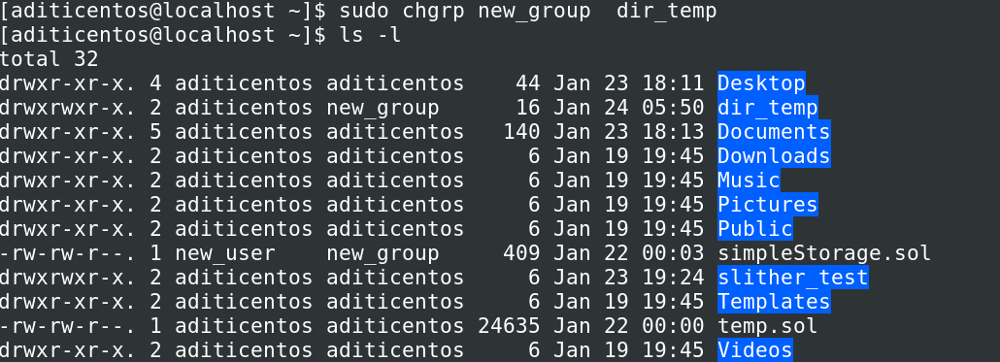 [aditicentos@localhost ~]$ sudo chgrp new_group  dir_temp
[aditicentos@localhost ~]$ ls -l
total 32
drwxr-xr-x. 4 aditicentos aditicentos    44 Jan 23 18:11 Desktop
drwxrwxr-x. 2 aditicentos new_group      16 Jan 24 05:50 dir_temp
drwxr-xr-x. 5 aditicentos aditicentos   140 Jan 23 18:13 Documents
drwxr-xr-x. 2 aditicentos aditicentos     6 Jan 19 19:45 Downloads
drwxr-xr-x. 2 aditicentos aditicentos     6 Jan 19 19:45 Music
drwxr-xr-x. 2 aditicentos aditicentos     6 Jan 19 19:45 Pictures
drwxr-xr-x. 2 aditicentos aditicentos     6 Jan 19 19:45 Public
-rw-rw-r--. 1 new_user    new_group     409 Jan 22 00:03 simpleStorage.sol
drwxrwxr-x. 2 aditicentos aditicentos     6 Jan 23 19:24 slither_test
drwxr-xr-x. 2 aditicentos aditicentos     6 Jan 19 19:45 Templates
-rw-rw-r--. 1 aditicentos aditicentos 24635 Jan 22 00:00 temp.sol
drwxr-xr-x. 2 aditicentos aditicentos     6 Jan 19 19:45 Videos